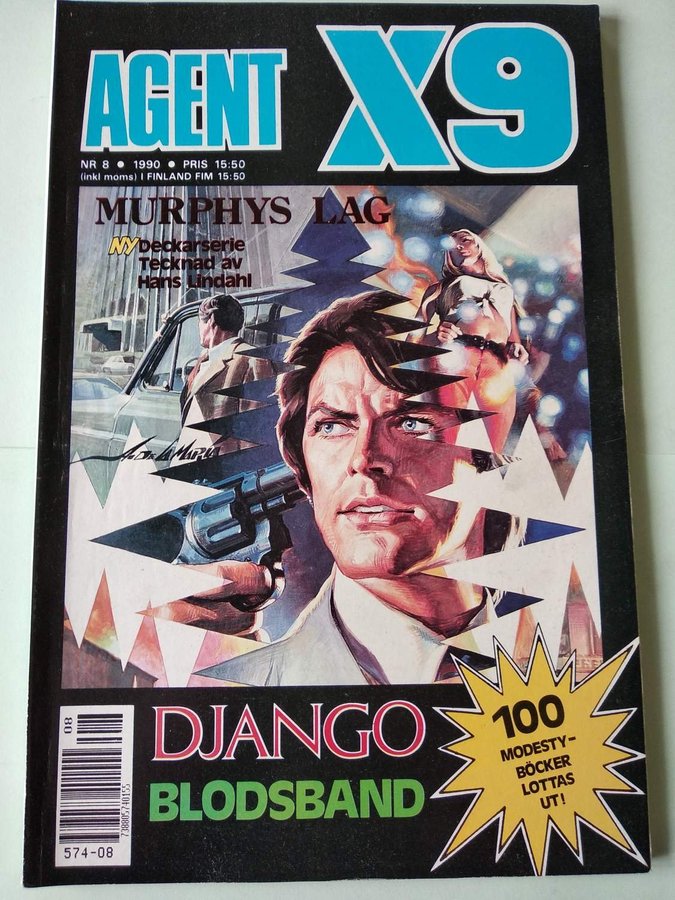 AGENT X9
NR 8 • 1990 • PRIS 15:50
(inkl moms) I FINLAND FIM 15:50
MURPHYS LAG
NY Deckarserie
Tecknad av
Hans Lindahl
DJANGO
BLODSBAND
100
MODESTY-
BÖCKER
LOTTAS
UT!
08
574-08